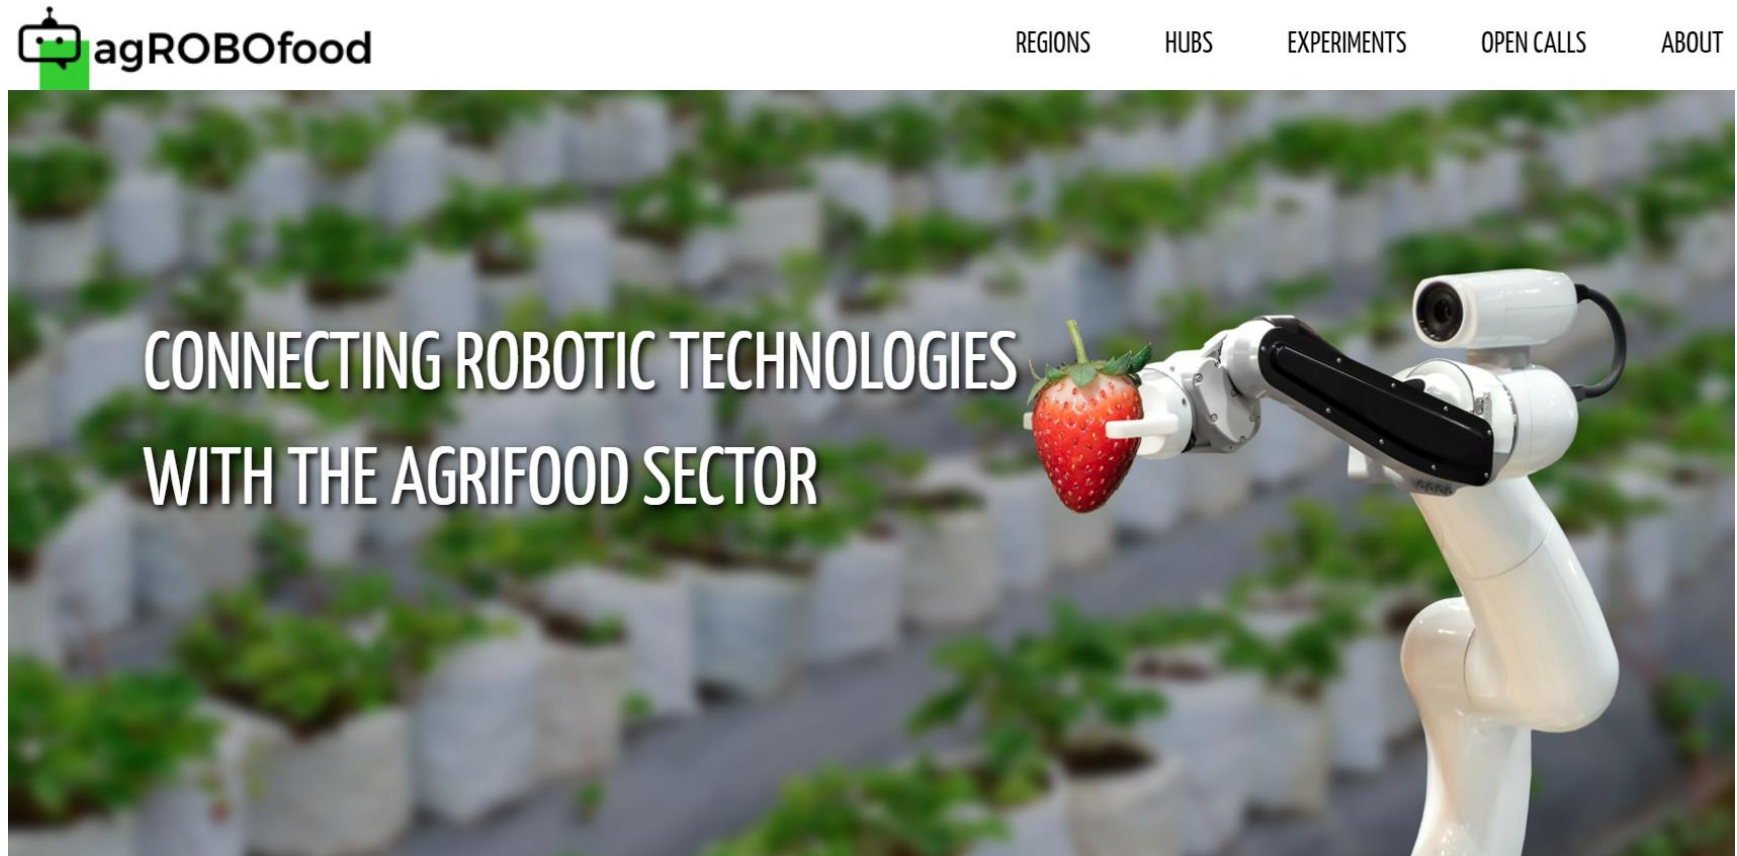 agROBOfood
REGIONS HUBS EXPERIMENTS OPEN CALLS ABOUT
CONNECTING ROBOTIC TECHNOLOGIES
WITH THE AGRIFOOD SECTOR